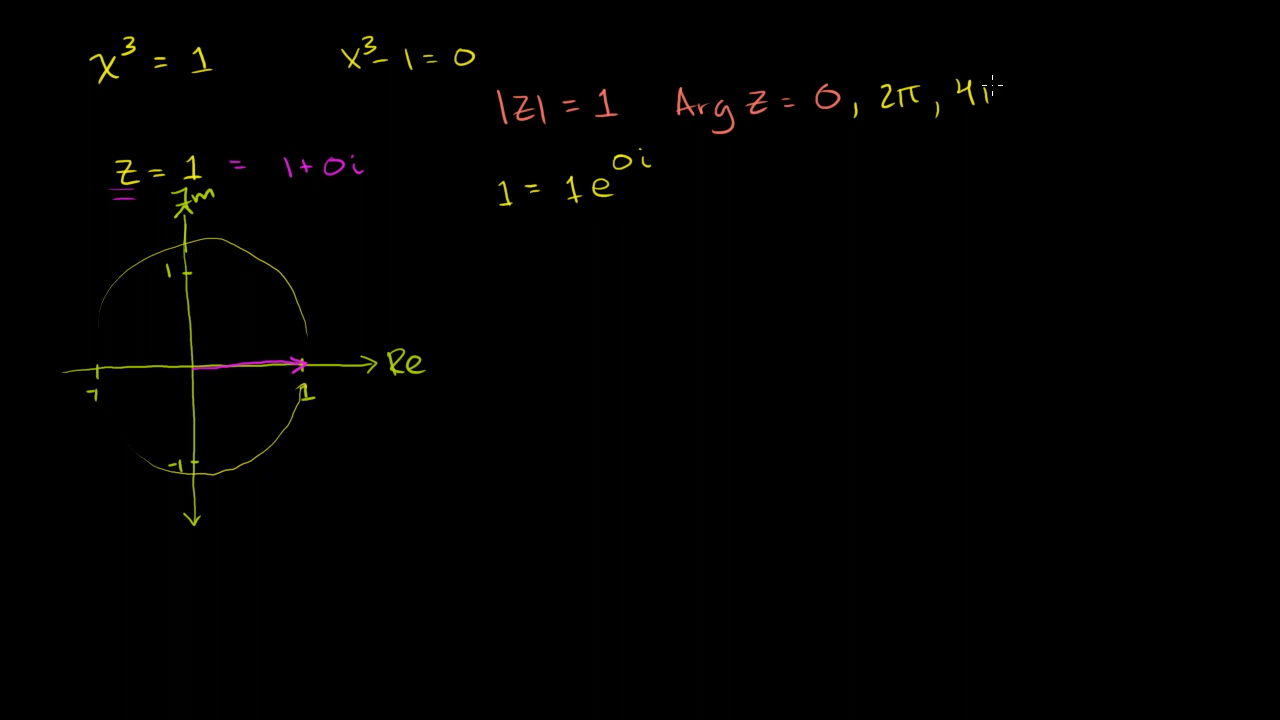 x³ = 1
x³ - 1 = 0
|z| = 1 Arg z = 0, 2π, 4π
z = 1 = 1 + 0i
1 = 1e^{0i}
Im
1
Re
-1
1
-1